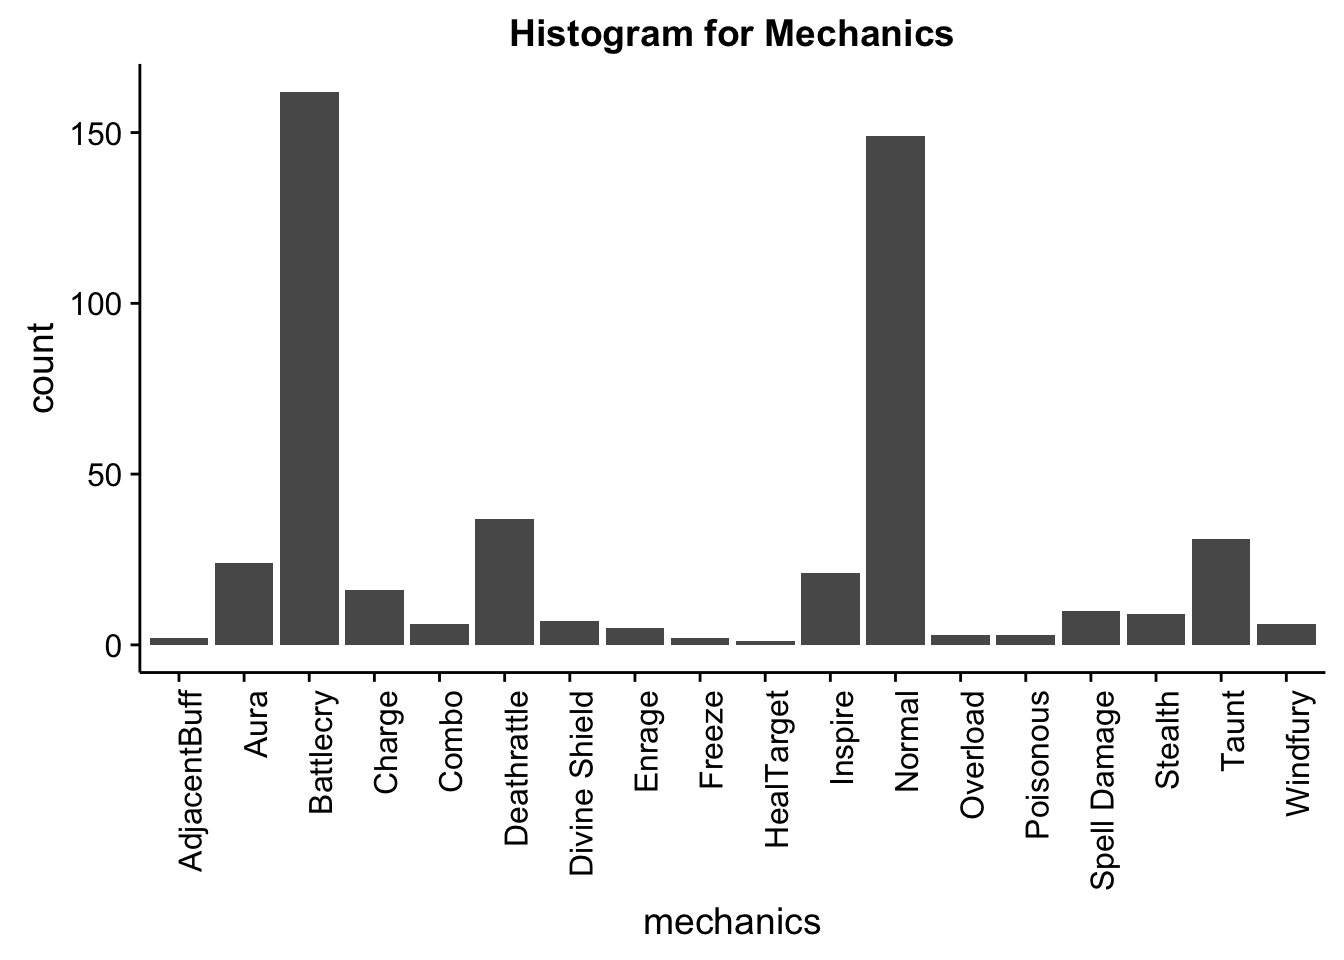 Histogram for Mechanics
count
150
100
50
0
AdjacentBuff
Aura
Battlecry
Charge
Combo
Deathrattle
Divine Shield
Enrage
Freeze
HealTarget
Inspire
Normal
Overload
Poisonous
Spell Damage
Stealth
Taunt
Windfury
mechanics